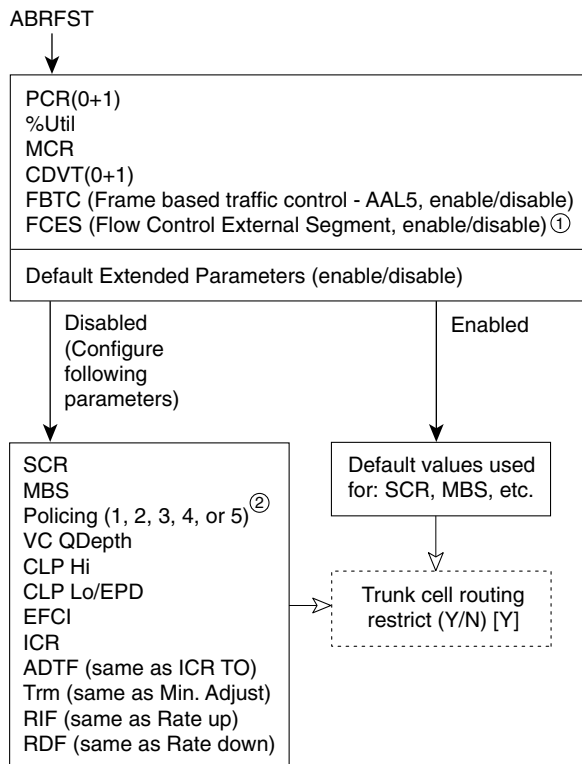 ABRFST
PCR(0+1)
%Util
MCR
CDVT(0+1)
FBTC (Frame based traffic control - AAL5, enable/disable)
FCES (Flow Control External Segment, enable/disable) ①
Default Extended Parameters (enable/disable)
Disabled
(Configure
following
parameters)
Enabled
SCR
MBS
Policing (1, 2, 3, 4, or 5) ②
VC QDepth
CLP Hi
CLP Lo/EPD
EFCI
ICR
ADTF (same as ICR TO)
Trm (same as Min. Adjust)
RIF (same as Rate up)
RDF (same as Rate down)
Default values used
for: SCR, MBS, etc.
Trunk cell routing
restrict (Y/N) [Y]